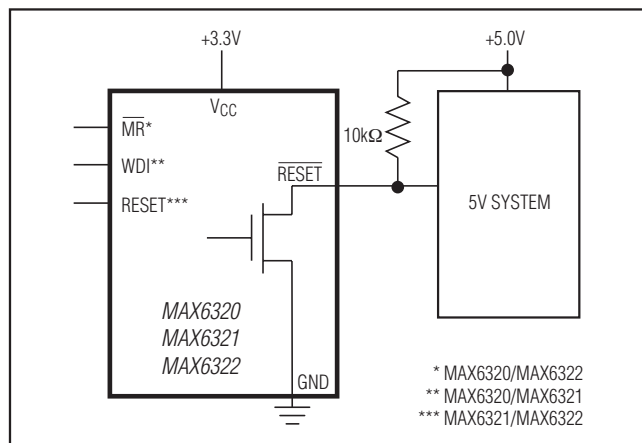 +3.3V
+5.0V
VCC
MR*
WDI**
RESET***
10kΩ
RESET
5V SYSTEM
MAX6320
MAX6321
MAX6322
GND
* MAX6320/MAX6322
** MAX6320/MAX6321
*** MAX6321/MAX6322